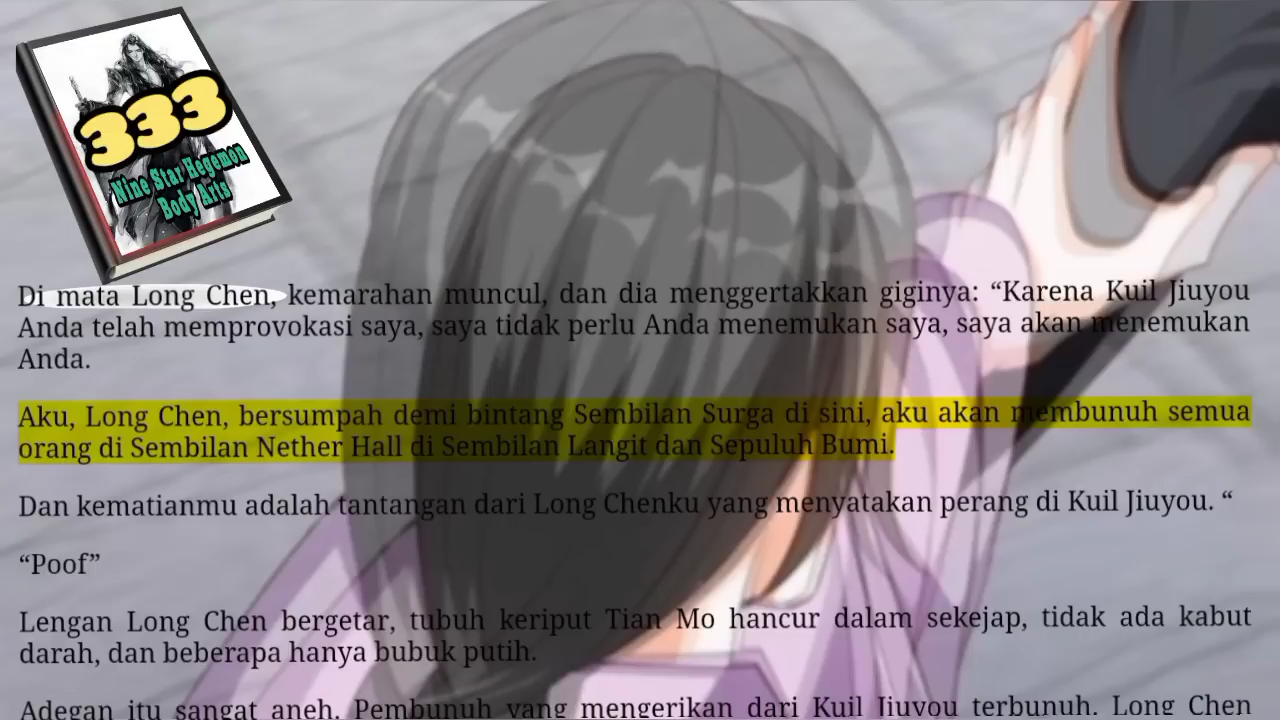 333
Nine Star Hegemon
Body Arts
Di mata Long Chen, kemarahan muncul, dan dia menggertakkan giginya: “Karena Kuil Jiuyou
Anda telah memprovokasi saya, saya tidak perlu Anda menemukan saya, saya akan menemukan
Anda.
Aku, Long Chen, bersumpah demi bintang Sembilan Surga di sini, aku akan membunuh semua
orang di Sembilan Nether Hall di Sembilan Langit dan Sepuluh Bumi.
Dan kematianmu adalah tantangan dari Long Chenku yang menyatakan perang di Kuil Jiuyou. “
“Poof”
Lengan Long Chen bergetar, tubuh keriput Tian Mo hancur dalam sekejap, tidak ada kabut
darah, dan beberapa hanya bubuk putih.
Adegan itu sangat aneh. Pembunuh yang mengerikan dari Kuil Jiuyou terbunuh. Long Chen